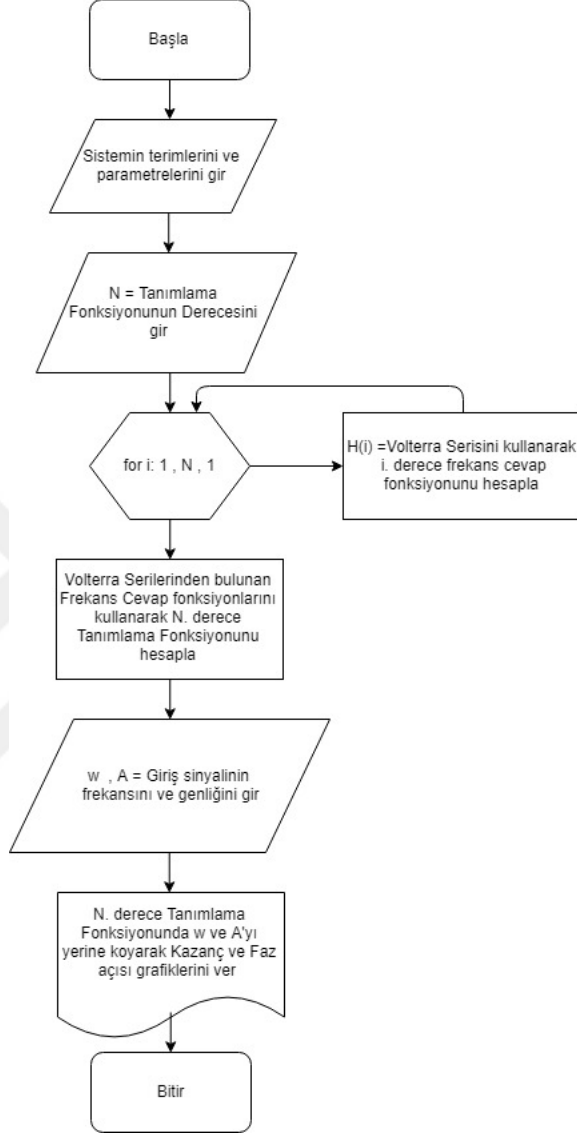 Başla
Sistemin terimlerini ve
parametrelerini gir
N = Tanımlama
Fonksiyonunun Derecesini
gir
for i: 1 , N , 1
H(i) =Volterra Serisini kullanarak
i. derece frekans cevap
fonksiyonunu hesapla
Volterra Serilerinden bulunan
Frekans Cevap fonksiyonlarını
kullanarak N. derece
Tanımlama Fonksiyonunu
hesapla
w , A = Giriş sinyalinin
frekansını ve genliğini gir
N. derece Tanımlama
Fonksiyonunda w ve A'yı
yerine koyarak Kazanç ve Faz
açısı grafiklerini ver
Bitir